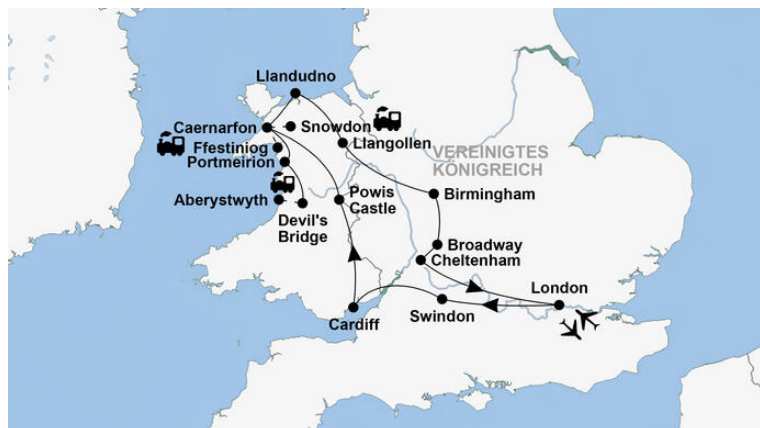 Llandudno
Caernarfon
Snowdon
Ffestiniog
Llangollen
Portmeirion
VEREINIGTES
KÖNIGREICH
Aberystwyth
Devil's
Bridge
Powis
Castle
Birmingham
Broadway
Cheltenham
London
Swindon
Cardiff